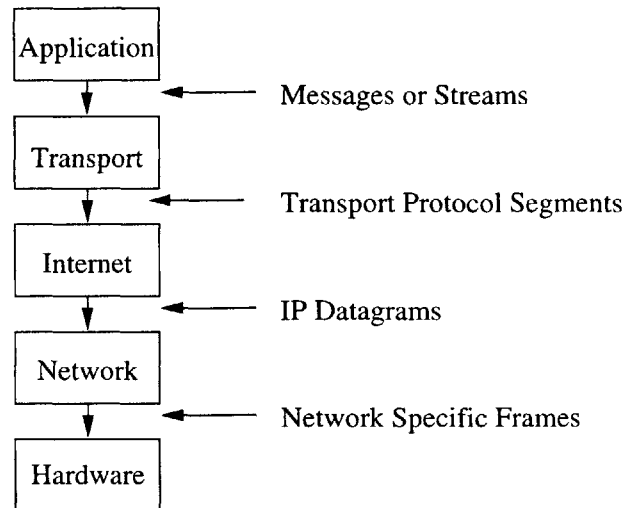 Application
Messages or Streams
Transport
Transport Protocol Segments
Internet
IP Datagrams
Network
Network Specific Frames
Hardware